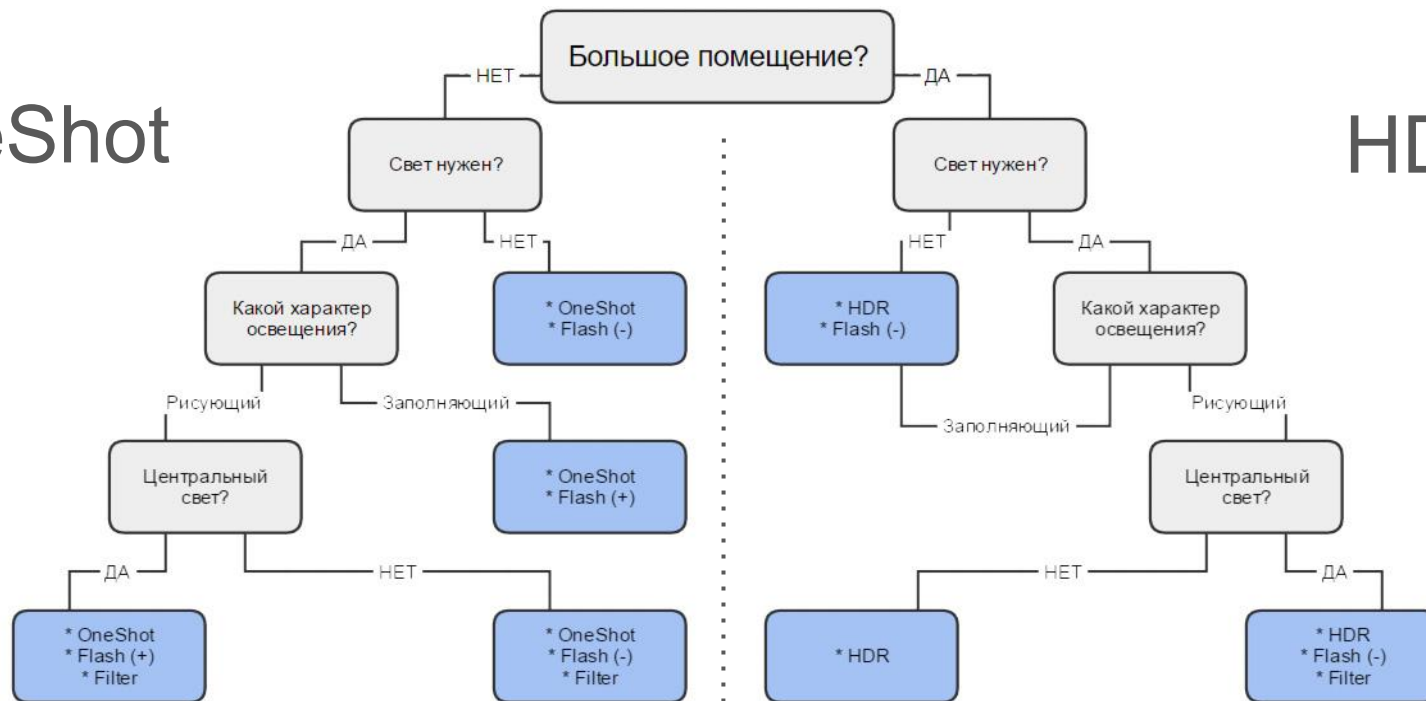 Большое помещение?
НЕТ
ДА
eShot
HD
Свет нужен?
Свет нужен?
ДА
НЕТ
НЕТ
ДА
Какой характер
освещения?
* OneShot
* Flash (-)
* HDR
* Flash (-)
Какой характер
освещения?
Рисующий
Заполняющий
Заполняющий
Рисующий
Центральный
свет?
* OneShot
* Flash (+)
Центральный
свет?
ДА
НЕТ
НЕТ
ДА
* OneShot
* Flash (+)
* Filter
* OneShot
* Flash (-)
* Filter
* HDR
* HDR
* Flash (-)
* Filter